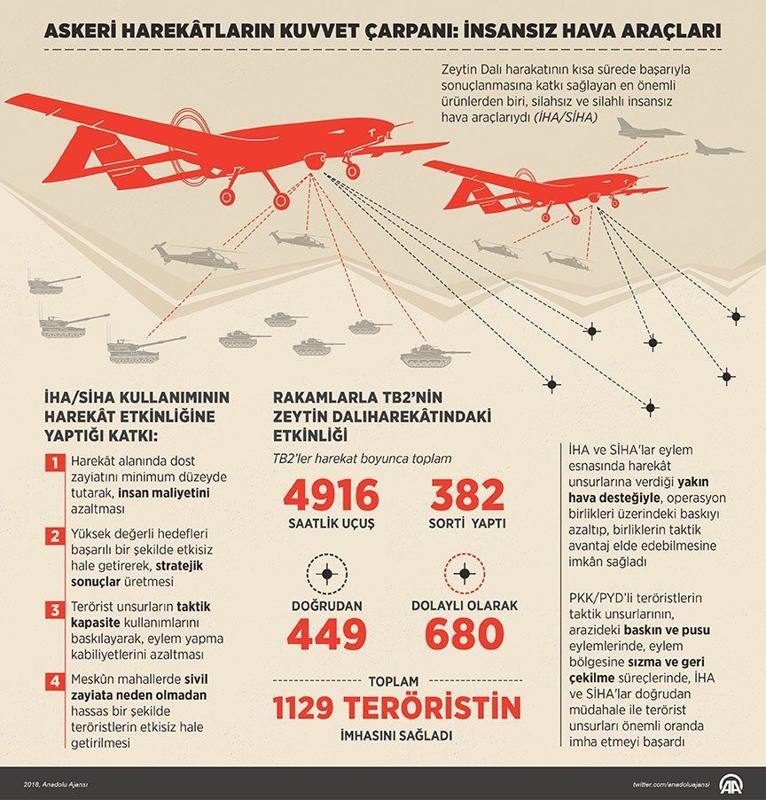 ASKERİ HAREKÂTLARIN KUVVET ÇARPANI: İNSANSIZ HAVA ARAÇLARI
Zeytin Dalı harakatının kısa sürede başarıyla
sonuçlanmasına katkı sağlayan en önemli
ürünlerden biri, silahsız ve silahlı insansız
hava araçlarıydı (İHA/SİHA)
İHA/SİHA KULLANIMININ
HAREKÂT ETKİNLİĞİNE
YAPTIĞI KATKI:
1 Harekât alanında dost
zayiatını minimum düzeyde
tutarak, insan maliyetini
azaltması
2 Yüksek değerli hedefleri
başarılı bir şekilde etkisiz
hale getirerek, stratejik
sonuçlar üretmesi
3 Terörist unsurların taktik
kapasite kullanımlarını
baskılayarak, eylem yapma
kabiliyetlerini azaltması
4 Meskûn mahallerde sivil
zayiata neden olmadan
hassas bir şekilde
teröristlerin etkisiz hale
getirilmesi
RAKAMLARLA TB2'NİN
ZEYTİN DALIHAREKÂTINDAKİ
ETKİNLİĞİ
TB2'ler harekat boyunca toplam
4916
SAATLİK UÇUŞ
382
SORTİ YAPTI
DOĞRUDAN
449
DOLAYLI OLARAK
680
TOPLAM
1129 TERÖRİSTİN
İMHASINI SAĞLADI
İHA ve SİHA'lar eylem
esnasında harekât
unsurlarına verdiği yakın
hava desteğiyle, operasyon
birlikleri üzerindeki baskıyı
azaltıp, birliklerin taktik
avantaj elde edebilmesine
imkân sağladı
PKK/PYD'li teröristlerin
taktik unsurlarının,
arazideki baskın ve pusu
eylemlerinde, eylem
bölgesine sızma ve geri
çekilme süreçlerinde, İHA
ve SİHA'lar doğrudan
müdahale ile terörist
unsurları önemli oranda
imha etmeyi başardı
2018, Anadolu Ajansı
twitter.com/anadoluajansi
AA